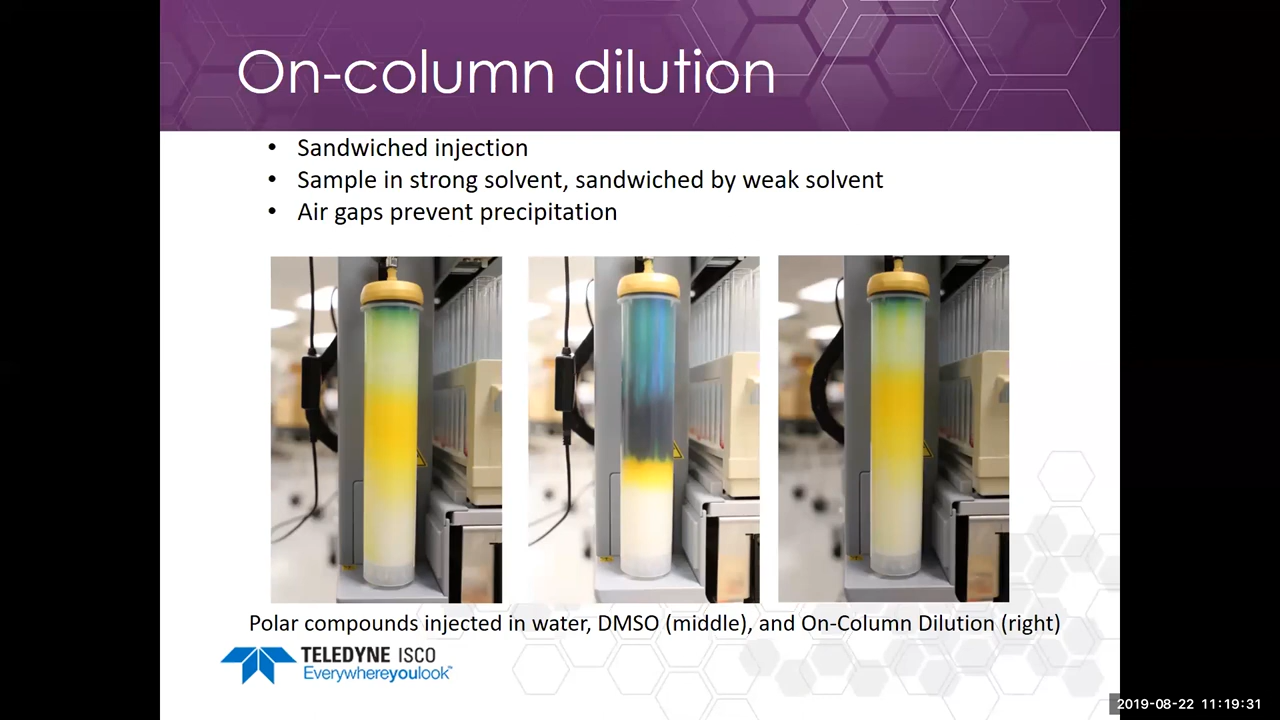 On-column dilution
• Sandwiched injection
• Sample in strong solvent, sandwiched by weak solvent
• Air gaps prevent precipitation
Polar compounds injected in water, DMSO (middle), and On-Column Dilution (right)
TELEDYNE ISCO
Everywhereyoulook™
2019-08-22 11:19:31